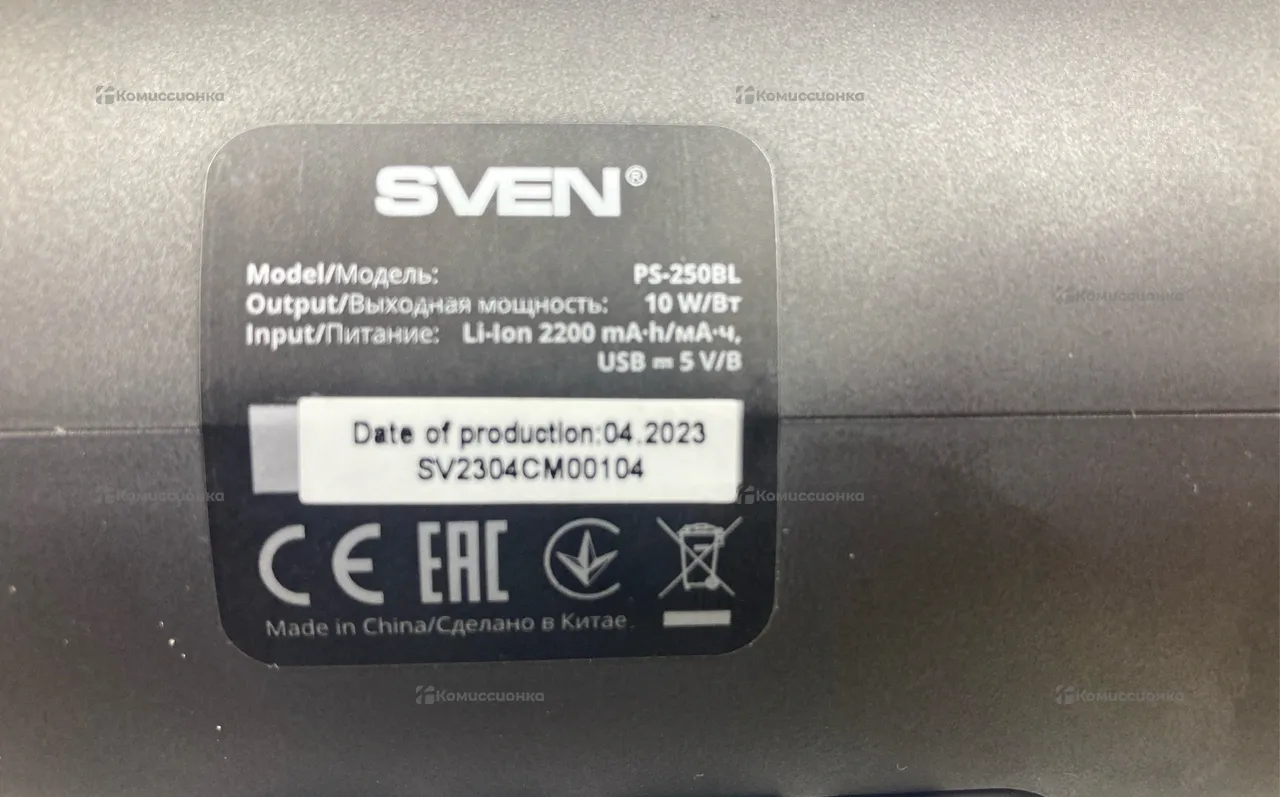 Комиссионка Комиссионка
SVEN®
Model/Модель: PS-250BL
Output/Выходная мощность: 10 W/Вт
Input/Питание: Li-Ion 2200 mA·h/мА·ч,
USB ⎓ 5 V/В
Комиссионка
Date of production:04.2023
SV2304CM00104
Комиссионка Комиссионка
CE EAC
Made in China/Сделано в Китае.
Комиссионка Комиссионка